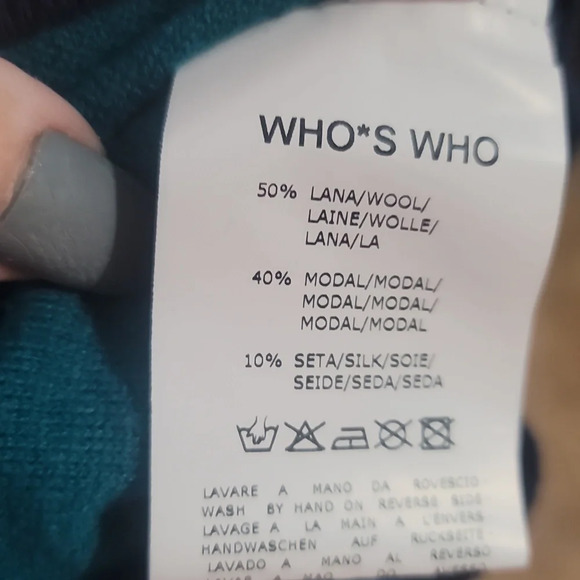 WHO*S WHO
50% LANA/WOOL/
LAINE/WOLLE/
LANA/LA
40% MODAL/MODAL/
MODAL/MODAL/
MODAL/MODAL
10% SETA/SILK/SOIE/
SEIDE/SEDA/SEDA
LAVARE A MANO DA ROVESCIO
WASH BY HAND ON REVERSE SIDE
LAVAGE A LA MAIN A L'ENVERS
HANDWASCHEN AUF RUCKSEITE
LAVADO A MANO AL REVERSO